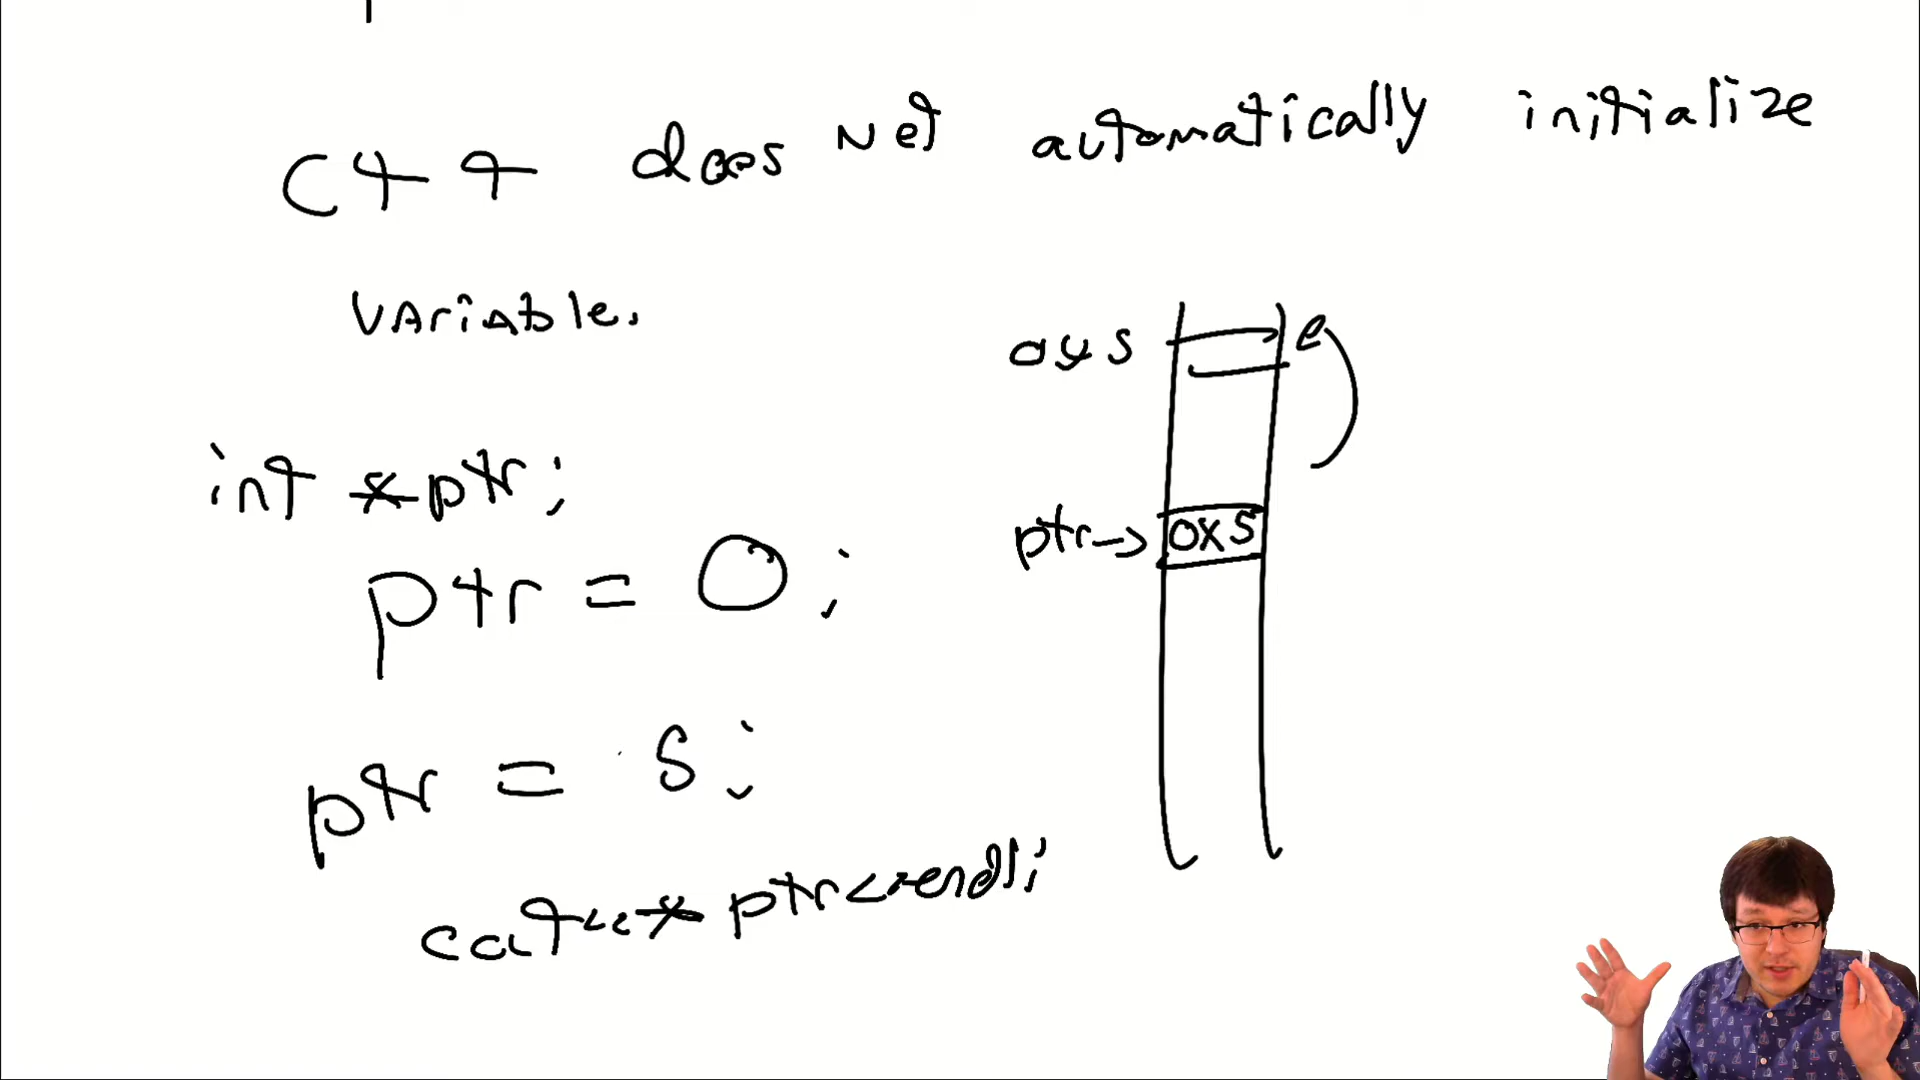 C++ does Not automatically initialize
variable.
0x5
int *ptr;
ptr → 0x5
ptr = 0;
ptr = 5;
cout<<*ptr<<endl;